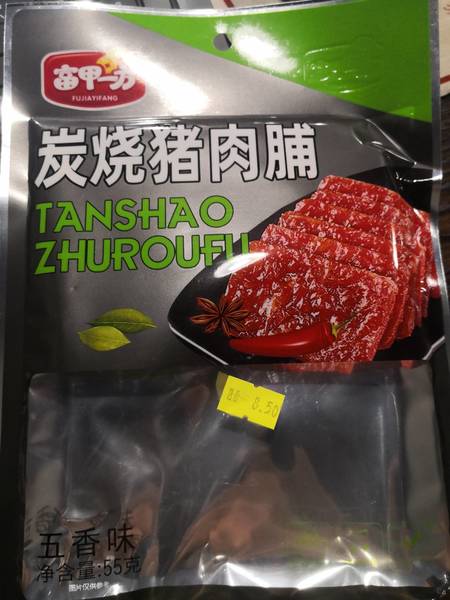 富甲一方
FUJIAYIFANG
炭烧猪肉脯
TANSHAO
ZHUROUFU
8.50
五香味
净含量:55克
图片仅供参考